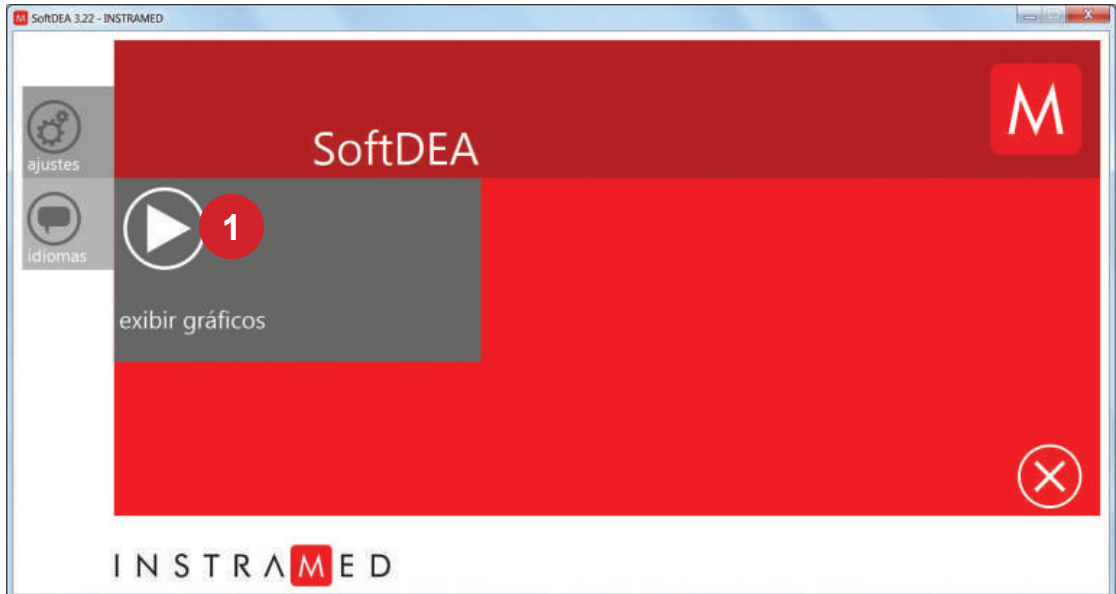 SoftDEA 3.22 - INSTRAMED
M
SoftDEA
ajustes
1
idiomas
exibir gráficos
INSTRAMED